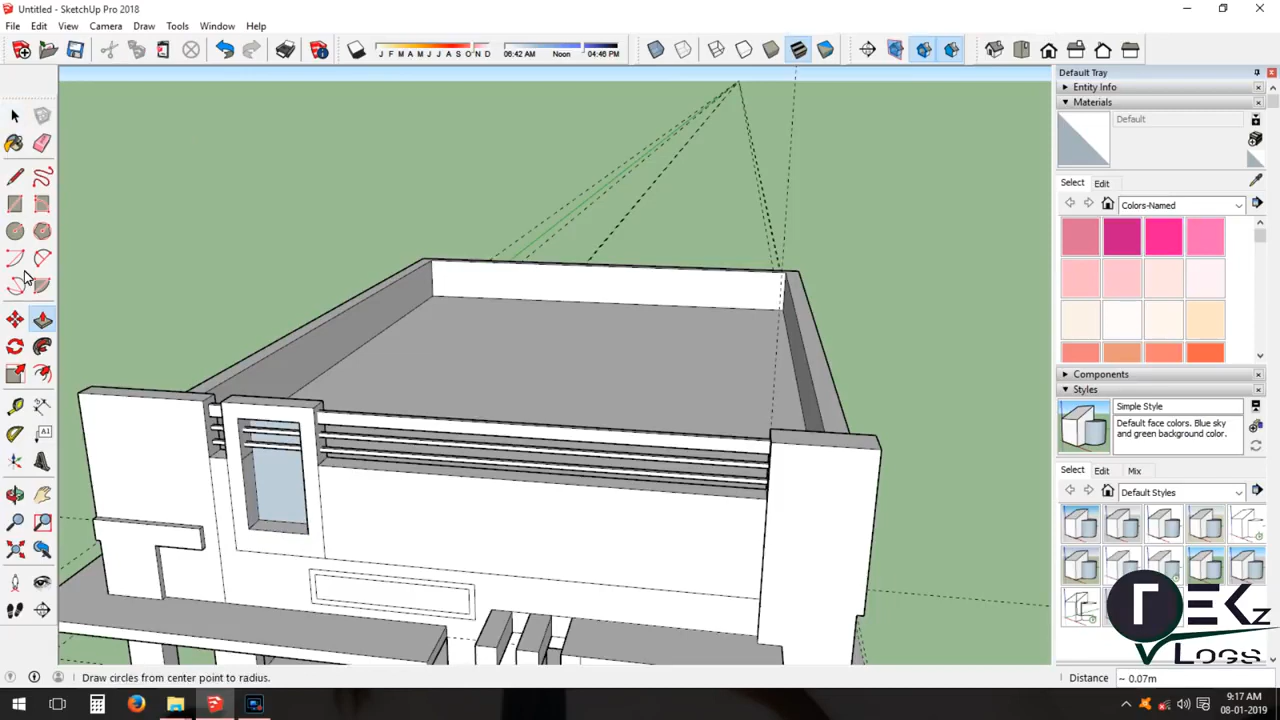 Untitled - SketchUp Pro 2018
File Edit View Camera Draw Tools Window Help
J F M A M J J A S O N D
06:42 AM Noon 04:46 PM
Default Tray
Entity Info
Materials
Default
Select Edit
Colors-Named
Components
Styles
Simple Style
Default face colors. Blue sky
and green background color.
Select Edit Mix
Default Styles
A1
TEKz
VLogs
Draw circles from center point to radius.
Distance ~ 0.07m
9:17 AM
08-01-2019